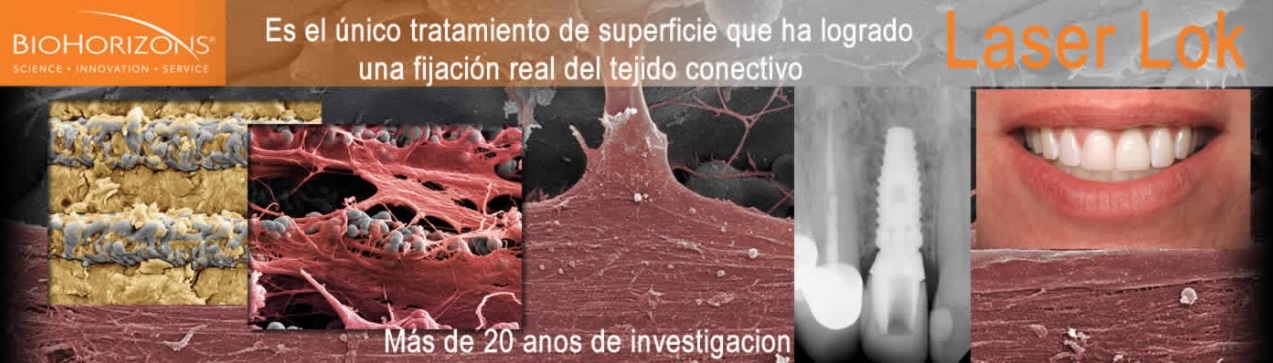 BIOHORIZONS®
SCIENCE • INNOVATION • SERVICE
Es el único tratamiento de superficie que ha logrado
una fijación real del tejido conectivo
Laser Lok
Más de 20 anos de investigacion